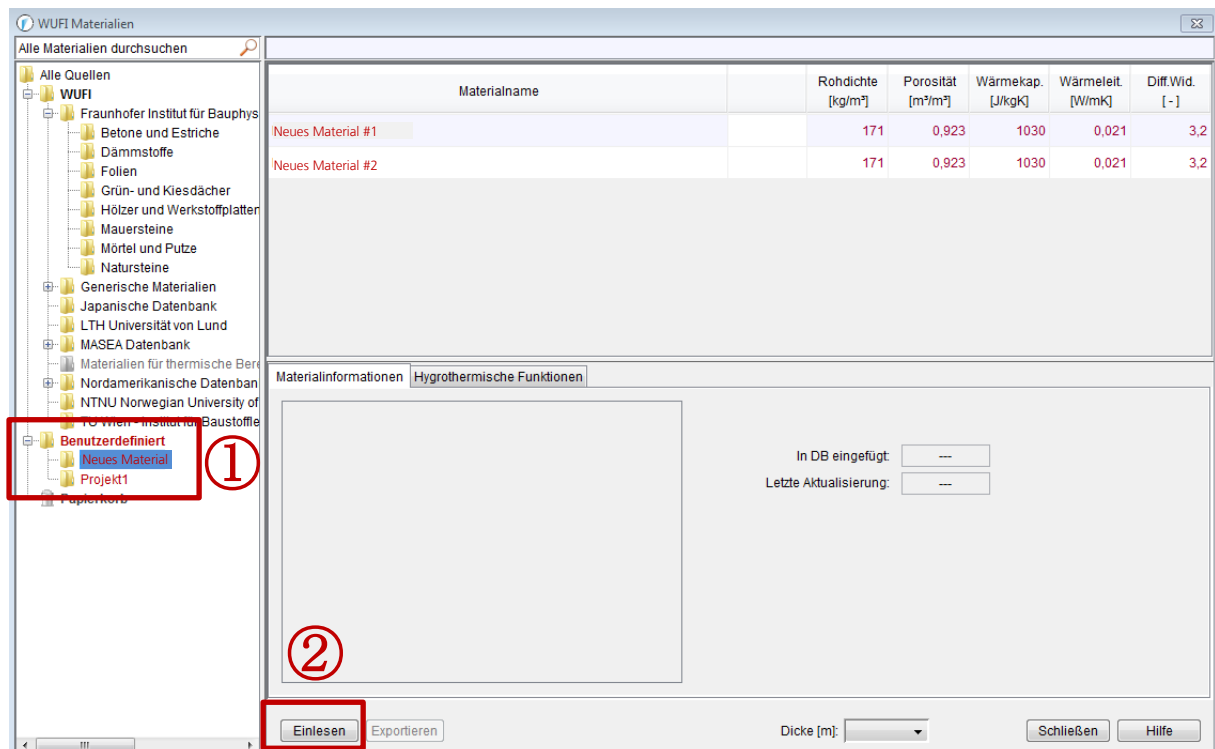 WUFI Materialien
Alle Materialien durchsuchen
Alle Quellen
WUFI
Fraunhofer Institut für Bauphys
Betone und Estriche
Dämmstoffe
Folien
Grün- und Kiesdächer
Hölzer und Werkstoffplatten
Mauersteine
Mörtel und Putze
Natursteine
Generische Materialien
Japanische Datenbank
LTH Universität von Lund
MASEA Datenbank
Materialien für thermische Bere
Nordamerikanische Datenban
NTNU Norwegian University of
TU Wien - Institut für Baustoffle
Benutzerdefiniert
Neues Material
Projekt1
Papierkorb
①
Materialname Rohdichte [kg/m³] Porosität [m³/m³] Wärmekap. [J/kgK] Wärmeleit. [W/mK] Diff.Wid. [-]
Neues Material #1 171 0,923 1030 0,021 3,2
Neues Material #2 171 0,923 1030 0,021 3,2
Materialinformationen Hygrothermische Funktionen
In DB eingefügt: ---
Letzte Aktualisierung: ---
②
Einlesen Exportieren Dicke [m]: Schließen Hilfe